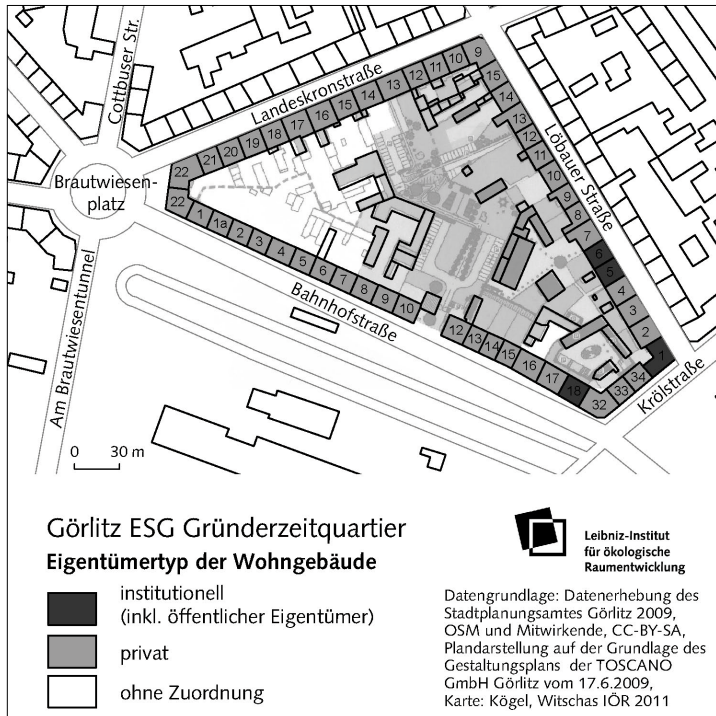 Cottbuser Str.
Landeskronstraße
Löbauer Straße
Brautwiesen-
platz
Am Brautwiesentunnel
Bahnhofstraße
Krölstraße
22 21 20 19 18 17 16 15 14 13 12 11 10 9
15 14 13 12 11 10 9 8 7 6 5 4 3 2 1
22 1 1a 2 3 4 5 6 7 8 9 10
12 13 14 15 16 17 18
32 33 34
0 30 m
Görlitz ESG Gründerzeitquartier
Eigentümertyp der Wohngebäude
institutionell
(inkl. öffentlicher Eigentümer)
privat
ohne Zuordnung
Leibniz-Institut
für ökologische
Raumentwicklung
Datengrundlage: Datenerhebung des
Stadtplanungsamtes Görlitz 2009,
OSM und Mitwirkende, CC-BY-SA,
Plandarstellung auf der Grundlage des
Gestaltungsplans der TOSCANO
GmbH Görlitz vom 17.6.2009,
Karte: Kögel, Witschas IÖR 2011